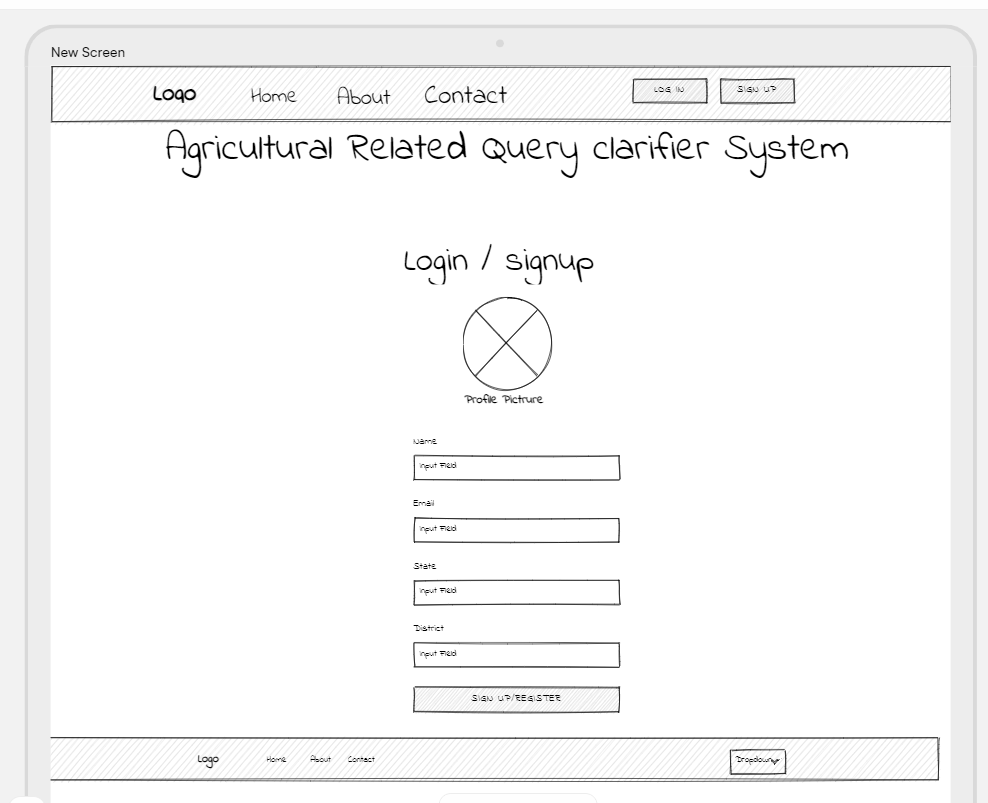 New Screen
Logo Home About Contact LOG IN SIGN UP
Agricultural Related Query clarifier System
Login / signup
Profile Pictrure
Name
Input Field
Email
Input Field
State
Input Field
District
Input Field
SIGN UP/REGISTER
Logo Home About Contact Dropdown